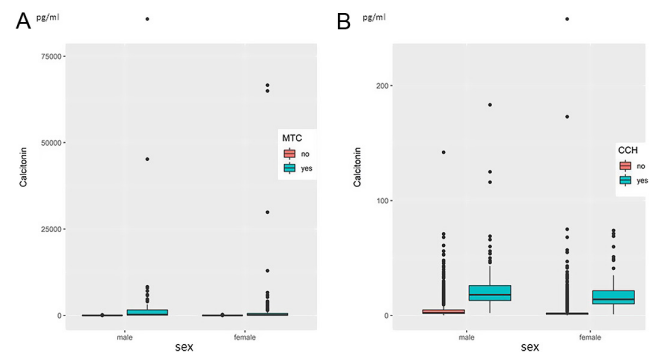 A pg/ml
75000
50000
25000
0
Calcitonin
MTC
no
yes
male female
sex
B pg/ml
200
100
0
Calcitonin
CCH
no
yes
male female
sex